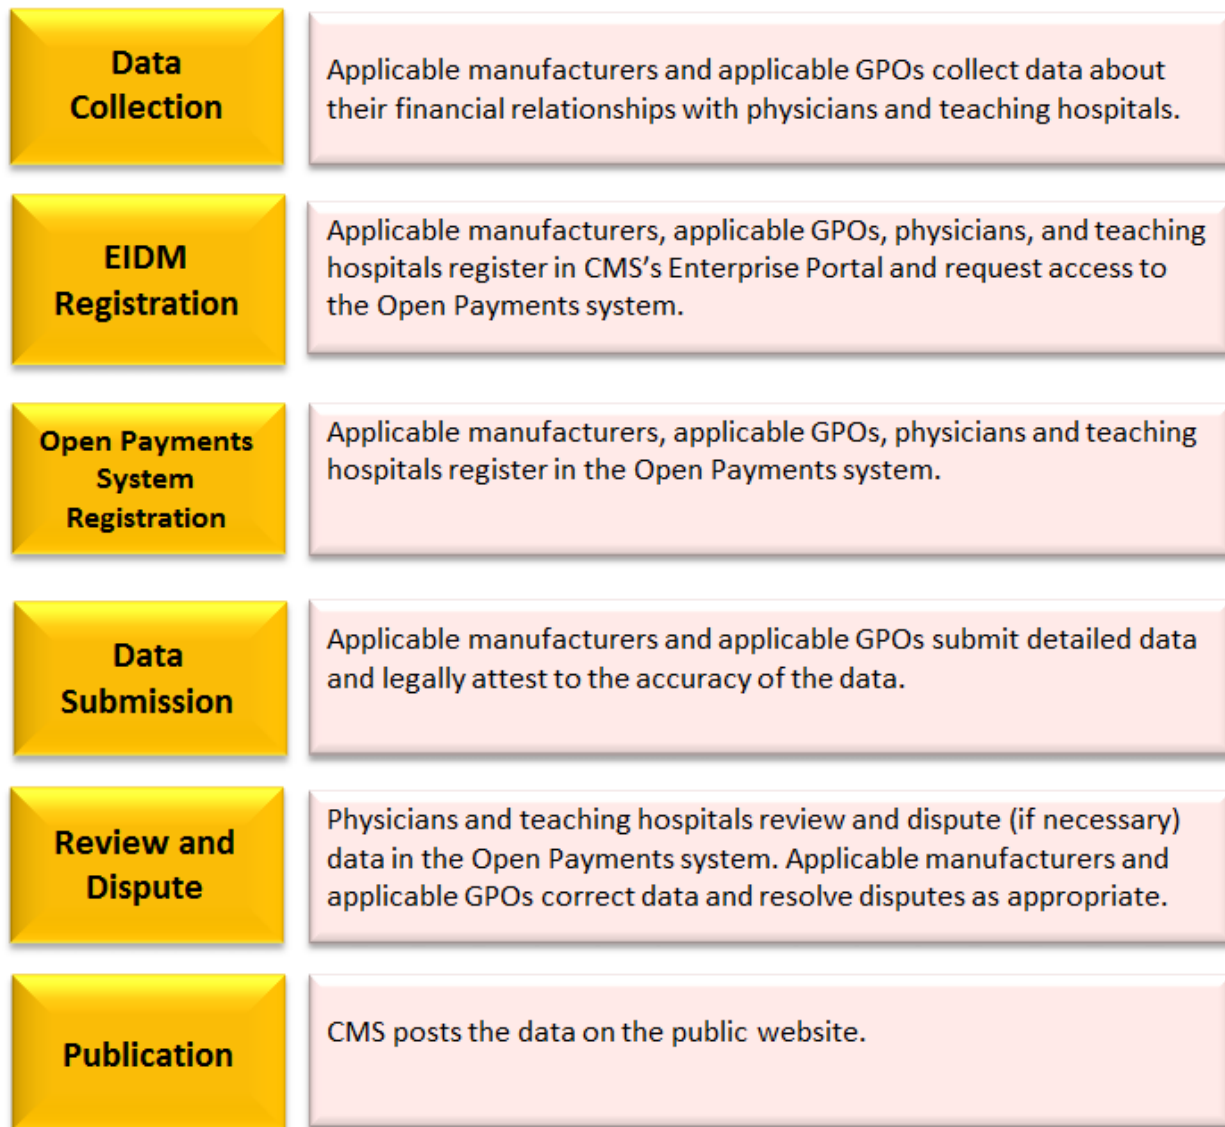 Data
Collection
Applicable manufacturers and applicable GPOs collect data about
their financial relationships with physicians and teaching hospitals.
EIDM
Registration
Applicable manufacturers, applicable GPOs, physicians, and teaching
hospitals register in CMS’s Enterprise Portal and request access to
the Open Payments system.
Open Payments
System
Registration
Applicable manufacturers, applicable GPOs, physicians and teaching
hospitals register in the Open Payments system.
Data
Submission
Applicable manufacturers and applicable GPOs submit detailed data
and legally attest to the accuracy of the data.
Review and
Dispute
Physicians and teaching hospitals review and dispute (if necessary)
data in the Open Payments system. Applicable manufacturers and
applicable GPOs correct data and resolve disputes as appropriate.
Publication
CMS posts the data on the public website.